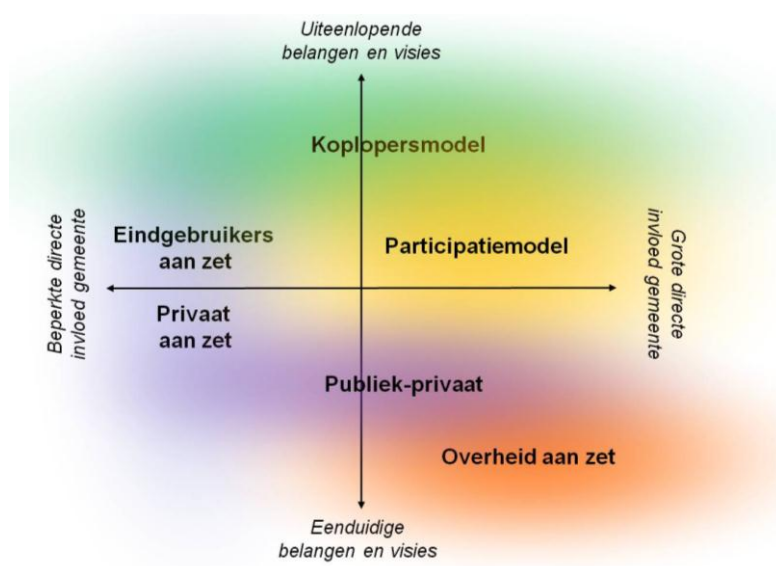 Uiteenlopende
belangen en visies
Koplopersmodel
Beperkte directe
invloed gemeente
Eindgebruikers
aan zet
Participatiemodel
Grote directe
invloed gemeente
Privaat
aan zet
Publiek-privaat
Overheid aan zet
Eenduidige
belangen en visies